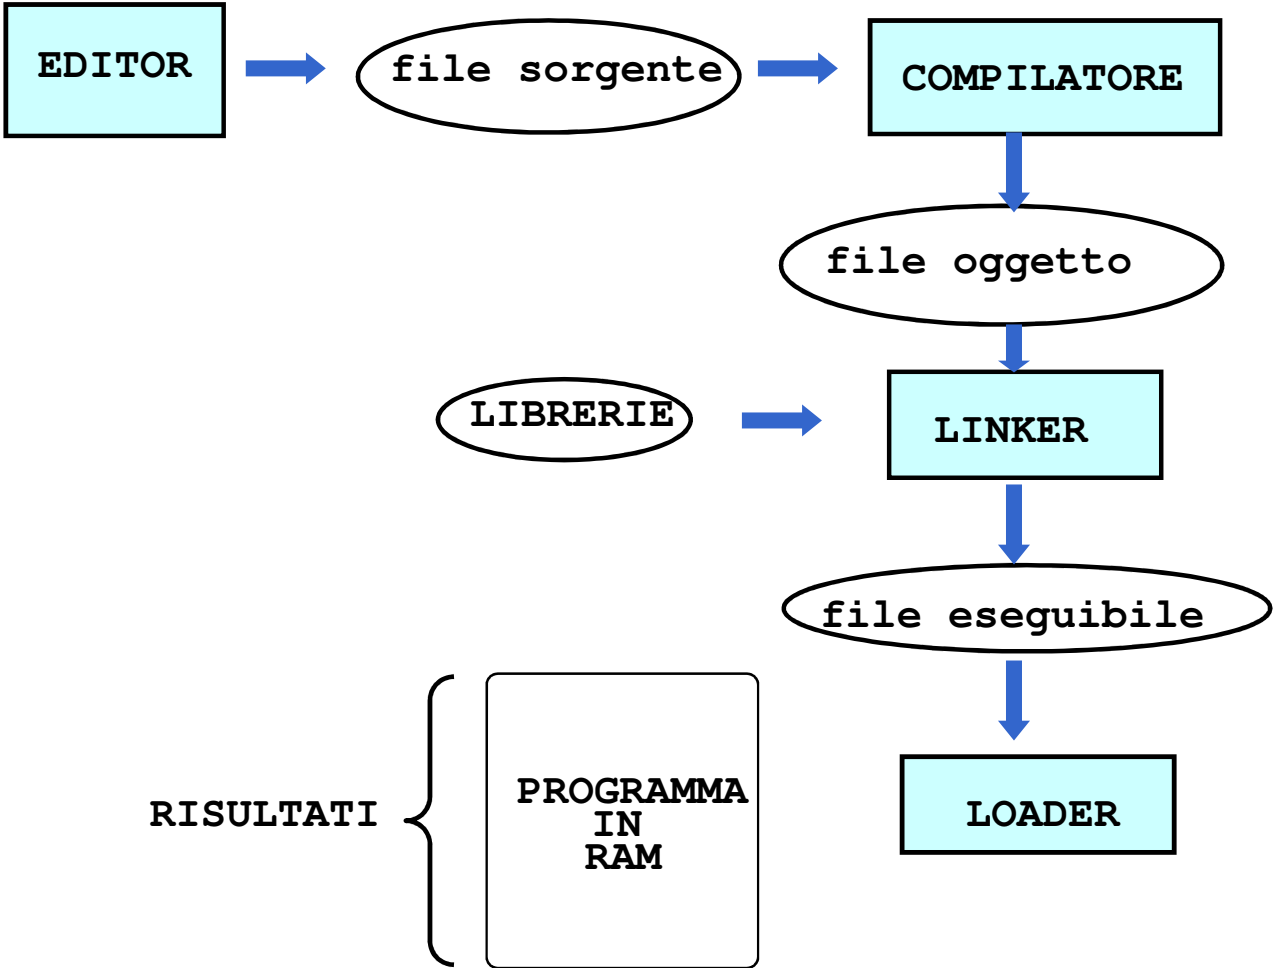 EDITOR
file sorgente
COMPILATORE
file oggetto
LIBRERIE
LINKER
file eseguibile
RISULTATI
PROGRAMMA
IN
RAM
LOADER